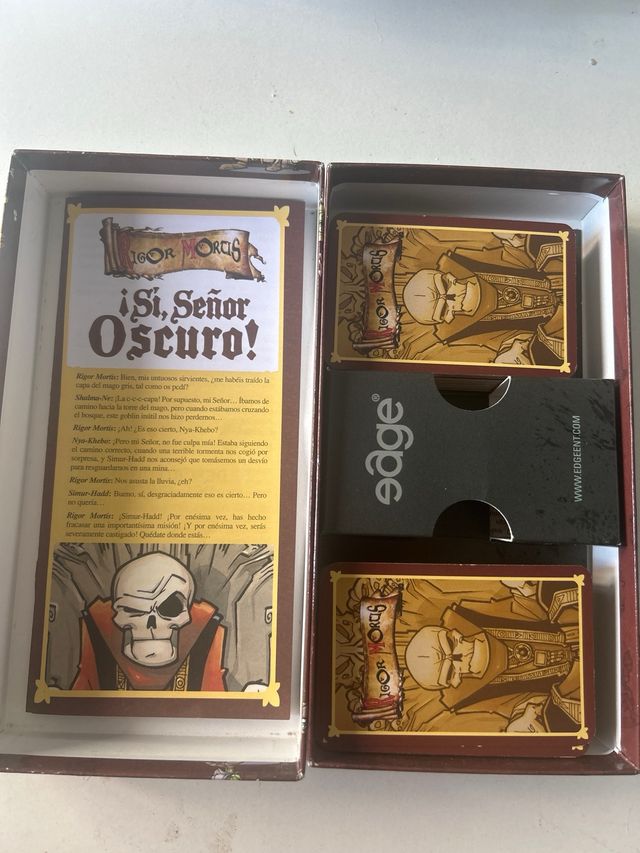 Rigor Mortis
¡Si, Señor
Oscuro!
Rigor Mortis: Bien, mis untuosos sirvientes, ¿me habéis traído la
capa del mago gris, tal como os pedí?
Shalma-Ne: ¡La c-c-c-capa! Por supuesto, mi Señor... Íbamos de
camino hacia la torre del mago, pero cuando estábamos cruzando
el bosque, este goblin inútil nos hizo perdernos...
Rigor Mortis: ¡Ah! ¿Es eso cierto, Nya-Khebo?
Nya-Khebo: ¡Pero mi Señor, no fue culpa mía! Estaba siguiendo
el camino correcto, cuando una terrible tormenta nos cogió por
sorpresa, y Simur-Hadd nos aconsejó que tomásemos un desvío
para resguardarnos en una mina...
Rigor Mortis: Nos asusta la lluvia, ¿eh?
Simur-Hadd: Bueno, sí, desgraciadamente eso es cierto... Pero
no quería...
Rigor Mortis: ¡Simur-Hadd! ¡Por enésima vez, has hecho
fracasar una importantísima misión! ¡Y por enésima vez, serás
severamente castigado! Quédate donde estás...
Rigor Mortis
edge®
WWW.EDGEENT.COM
Rigor Mortis